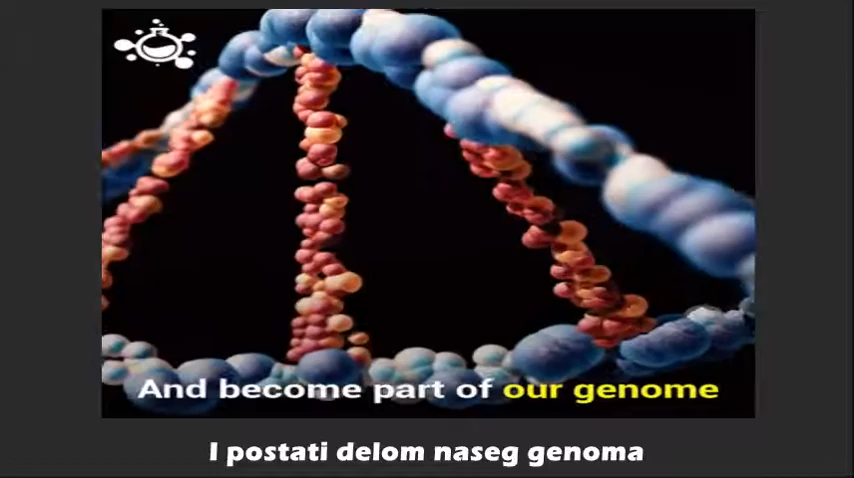 And become part of our genome
I postati delom naseg genoma